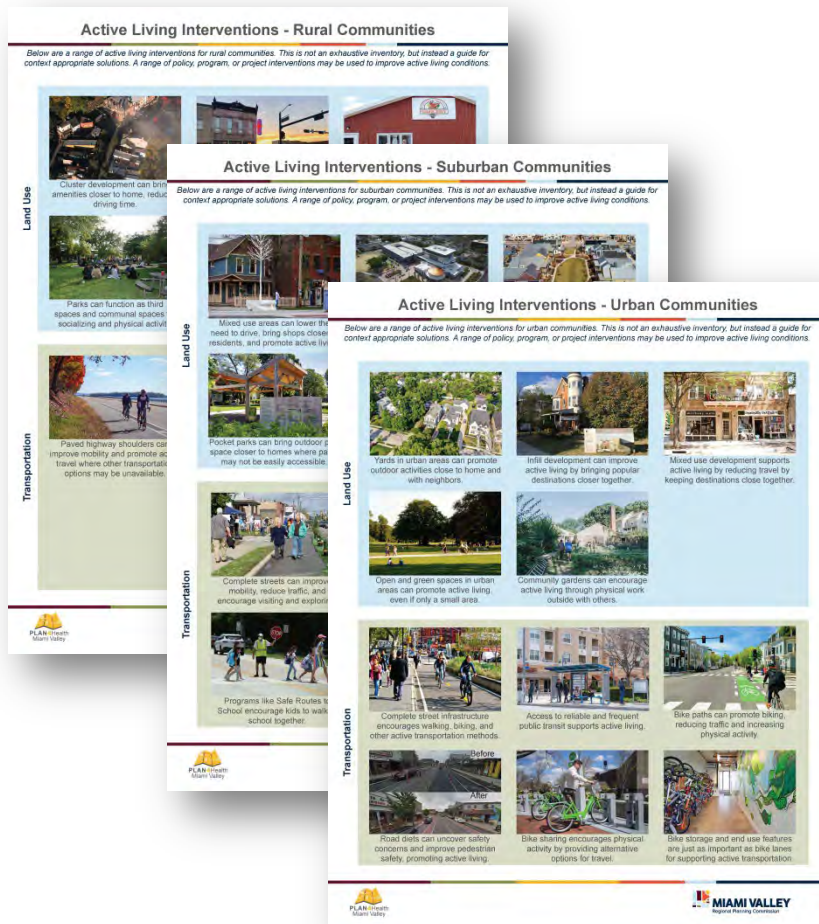 Active Living Interventions - Rural Communities
Below are a range of active living interventions for rural communities. This is not an exhaustive inventory, but instead a guide for
context appropriate solutions. A range of policy, program, or project interventions may be used to improve active living conditions.
Land Use
Cluster development can
amenities closer to home,
driving time.
Parks can function as third
spaces and communal spaces
socializing and physical
Transportation
Paved highway shoulders
improve mobility and promote
travel where other
options may be unavailable.
PLAN4Health
Miami Valley
Active Living Interventions - Suburban Communities
Below are a range of active living interventions for suburban communities. This is not an exhaustive inventory, but instead a guide for
context appropriate solutions. A range of policy, program, or project interventions may be used to improve active living conditions.
Land Use
Mixed use areas can lower
need to drive, bring shops
residents, and promote active
Pocket parks can bring outdoor
space closer to homes where
may not be easily accessible.
Transportation
Complete streets can
mobility, reduce traffic, and
encourage visiting and
STOP
Programs like Safe Routes
School encourage kids to
school together.
PLAN4Health
Miami Valley
Active Living Interventions - Urban Communities
Below are a range of active living interventions for urban communities. This is not an exhaustive inventory, but instead a guide for
context appropriate solutions. A range of policy, program, or project interventions may be used to improve active living conditions.
Land Use
Yards in urban areas can promote
outdoor activities close to home and
with neighbors.
Infill development can improve
active living by bringing popular
destinations closer together.
Mixed use development supports
active living by reducing travel by
keeping destinations close together.
Open and green spaces in urban
areas can promote active living,
even if only a small area.
Community gardens can encourage
active living through physical work
outside with others.
Transportation
Complete street infrastructure
encourages walking, biking, and
other active transportation methods.
Access to reliable and frequent
public transit supports active living.
Bike paths can promote biking,
reducing traffic and increasing
physical activity.
Before
After
Road diets can uncover safety
concerns and improve pedestrian
safety, promoting active living.
Bike sharing encourages physical
activity by providing alternative
options for travel.
Bike storage and end use features
are just as important as bike lanes
for supporting active transportation
PLAN4Health
Miami Valley
MIAMI VALLEY
Regional Planning Commission